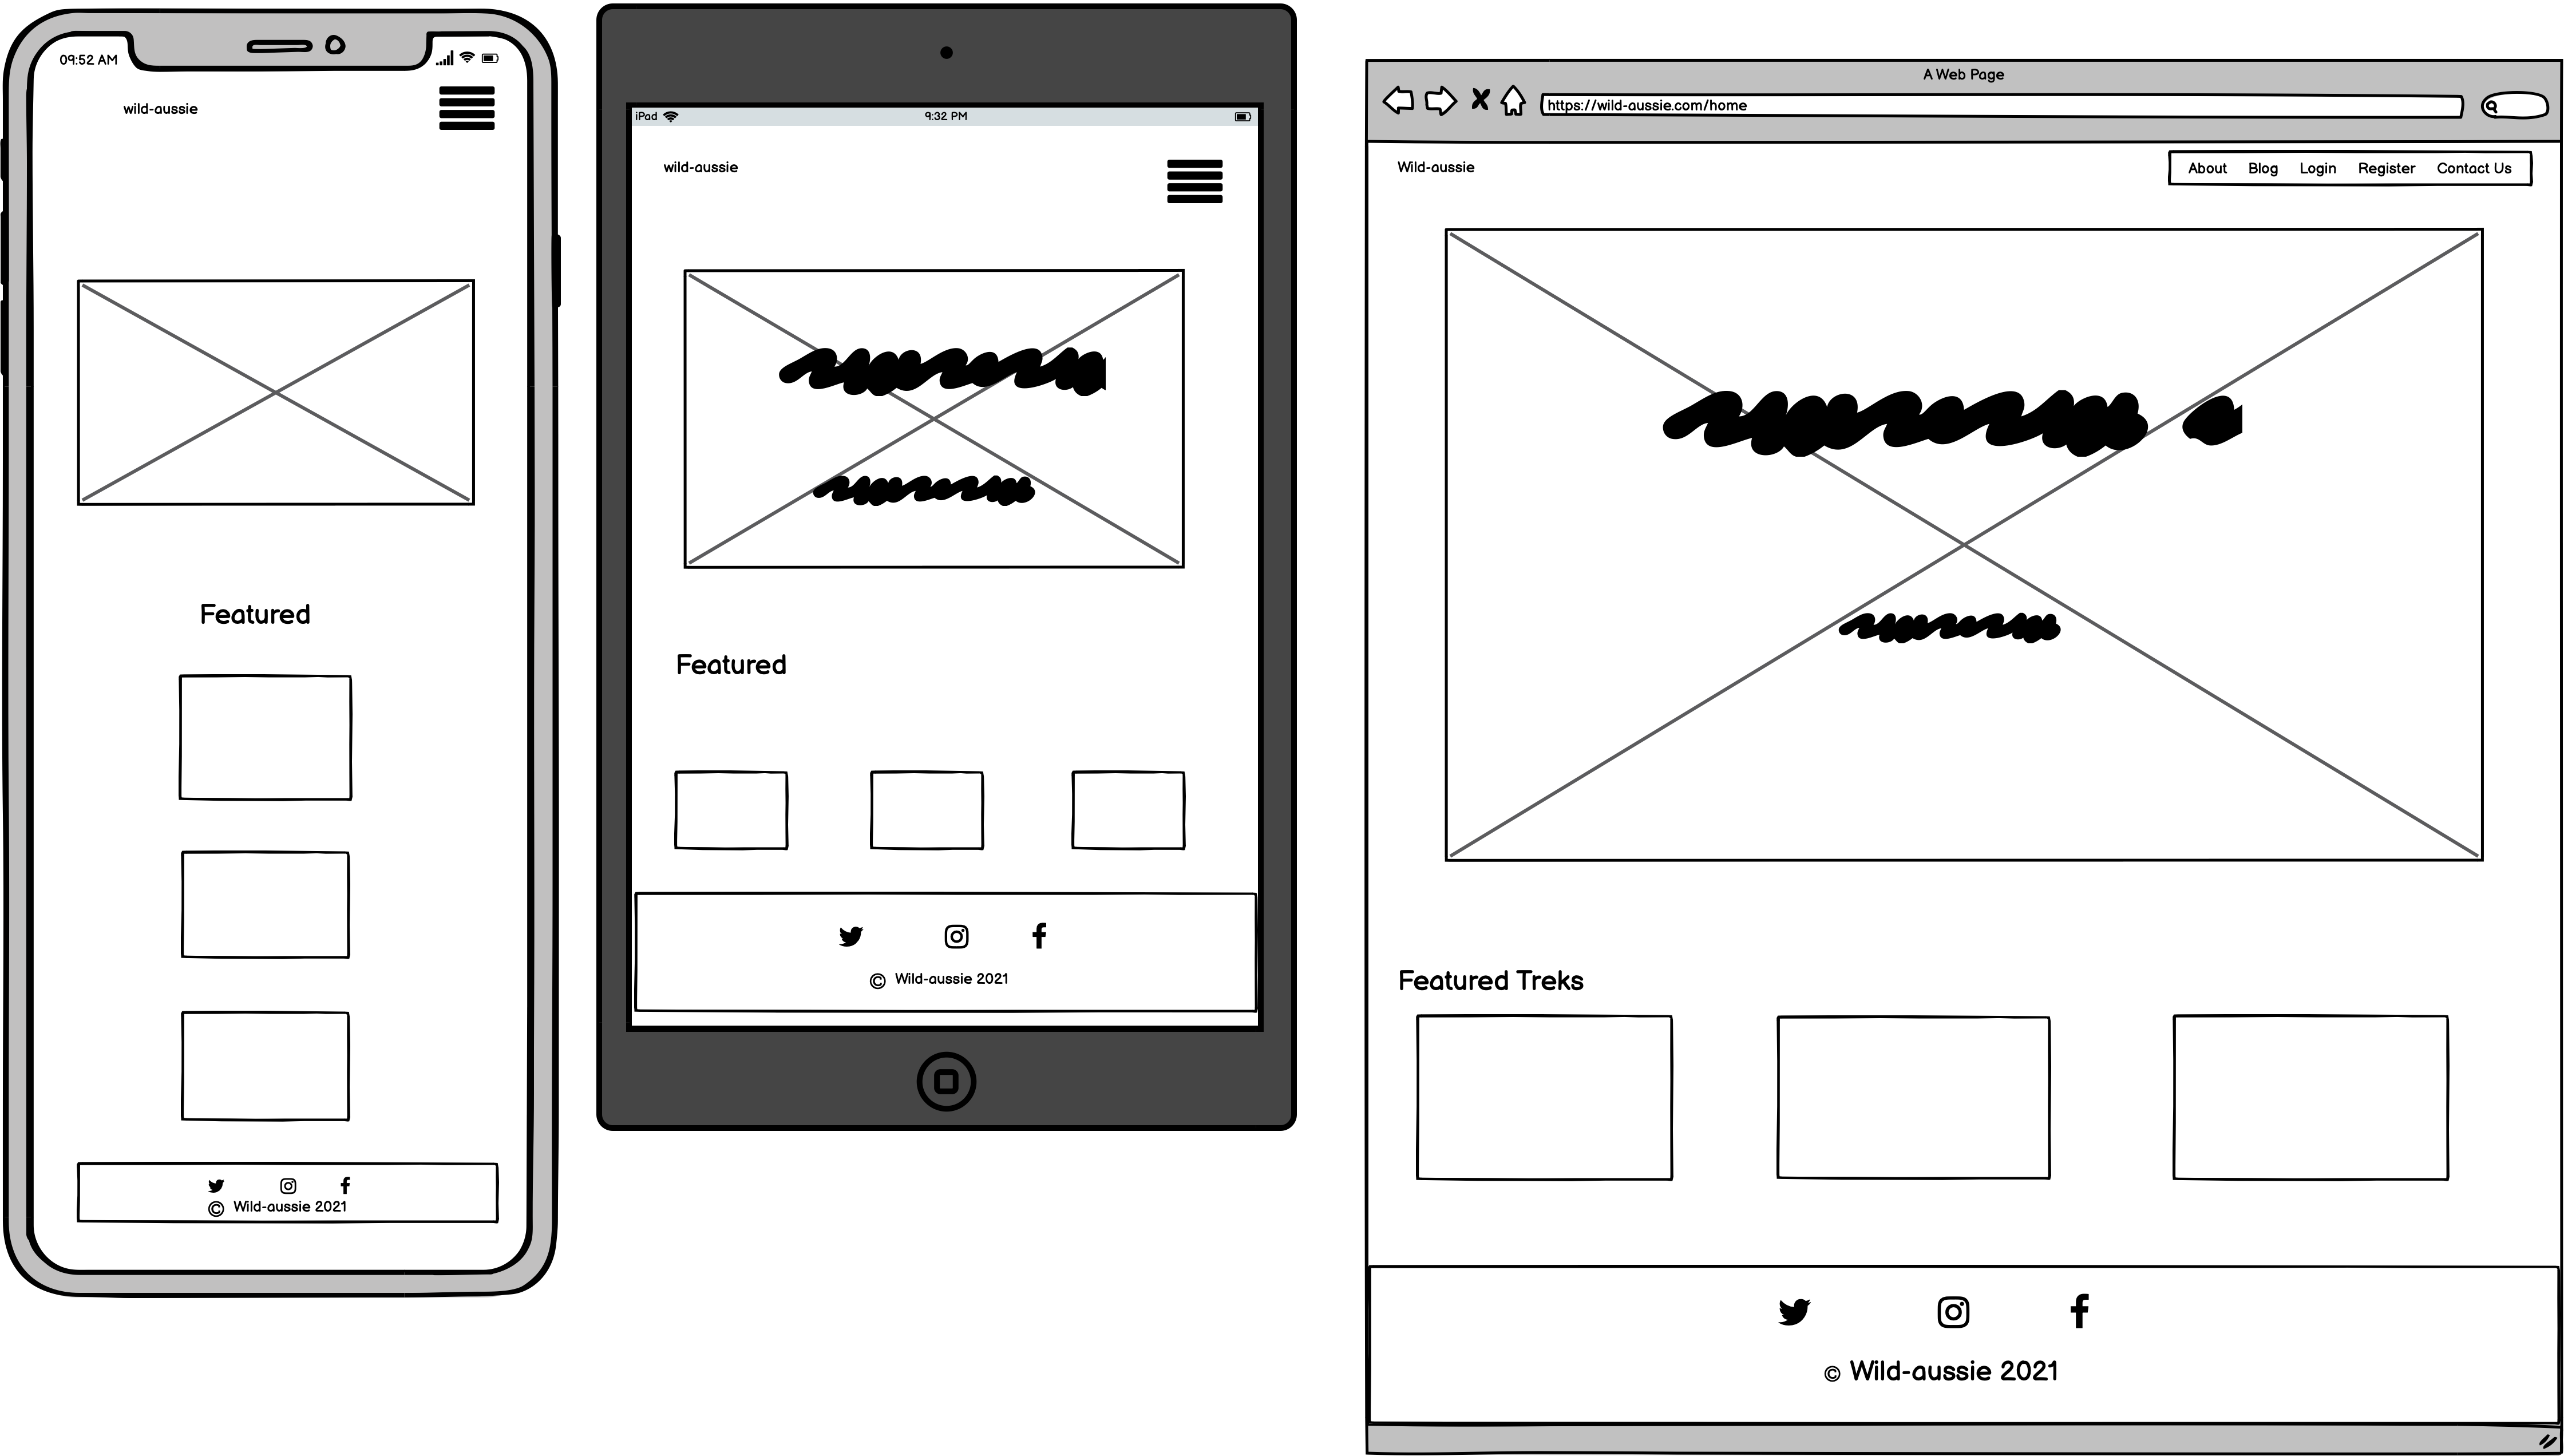 09:52 AM
wild-aussie
Featured
© Wild-aussie 2021
iPad 9:32 PM
wild-aussie
Featured
© Wild-aussie 2021
A Web Page
https://wild-aussie.com/home
Wild-aussie About Blog Login Register Contact Us
Featured Treks
© Wild-aussie 2021